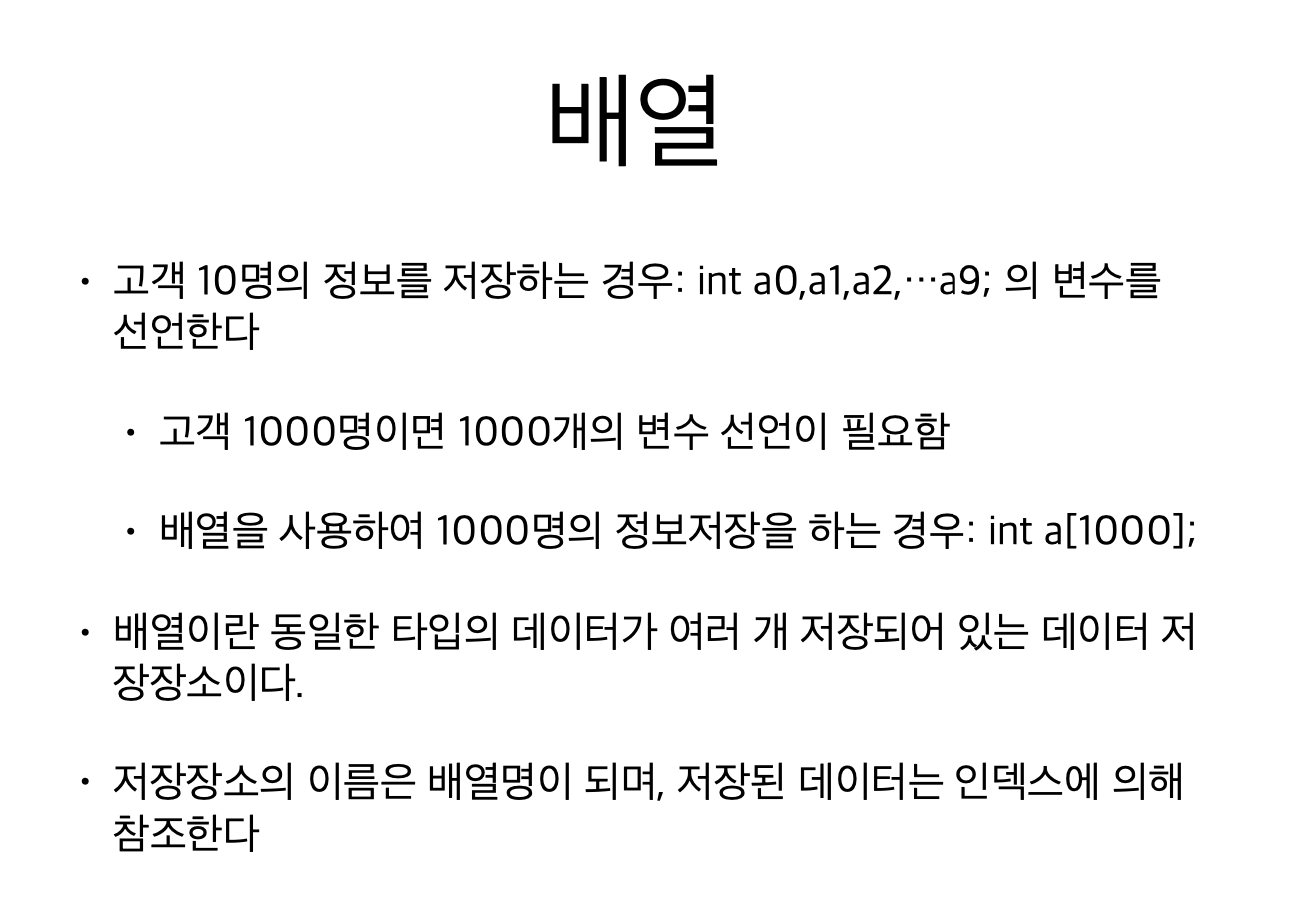 배열
• 고객 10명의 정보를 저장하는 경우: int a0,a1,a2,…a9; 의 변수를
선언한다
• 고객 1000명이면 1000개의 변수 선언이 필요함
• 배열을 사용하여 1000명의 정보저장을 하는 경우: int a[1000];
• 배열이란 동일한 타입의 데이터가 여러 개 저장되어 있는 데이터 저
장장소이다.
• 저장장소의 이름은 배열명이 되며, 저장된 데이터는 인덱스에 의해
참조한다